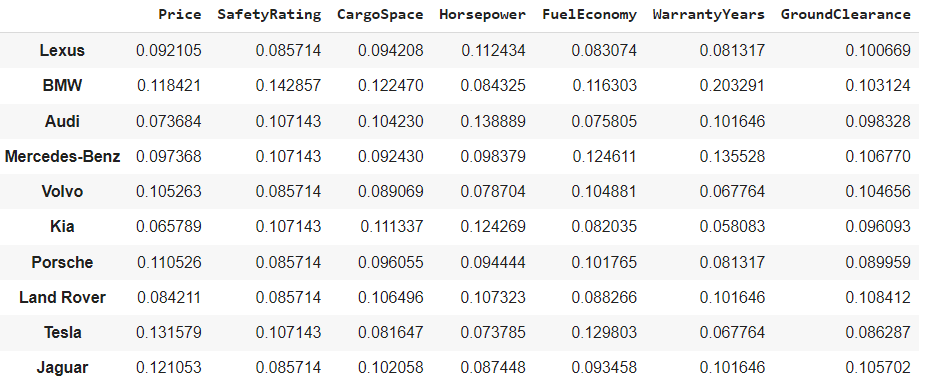 Price SafetyRating CargoSpace Horsepower FuelEconomy WarrantyYears GroundClearance
Lexus 0.092105 0.085714 0.094208 0.112434 0.083074 0.081317 0.100669
BMW 0.118421 0.142857 0.122470 0.084325 0.116303 0.203291 0.103124
Audi 0.073684 0.107143 0.104230 0.138889 0.075805 0.101646 0.098328
Mercedes-Benz 0.097368 0.107143 0.092430 0.098379 0.124611 0.135528 0.106770
Volvo 0.105263 0.085714 0.089069 0.078704 0.104881 0.067764 0.104656
Kia 0.065789 0.107143 0.111337 0.124269 0.082035 0.058083 0.096093
Porsche 0.110526 0.085714 0.096055 0.094444 0.101765 0.081317 0.089959
Land Rover 0.084211 0.085714 0.106496 0.107323 0.088266 0.101646 0.108412
Tesla 0.131579 0.107143 0.081647 0.073785 0.129803 0.067764 0.086287
Jaguar 0.121053 0.085714 0.102058 0.087448 0.093458 0.101646 0.105702